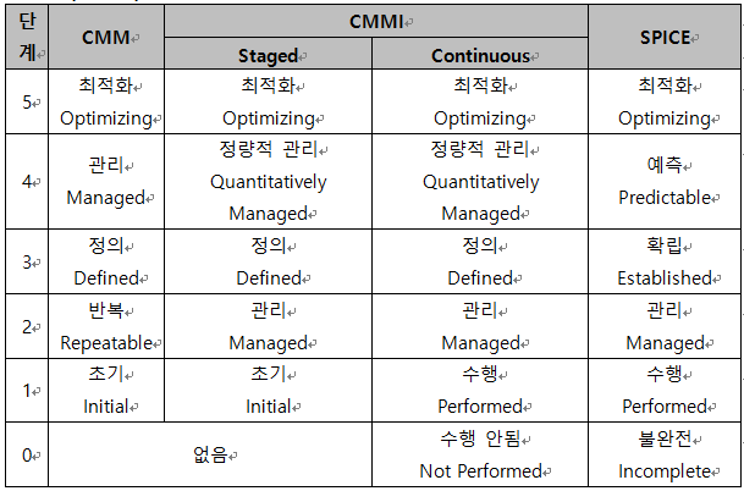 단계 CMM CMMI SPICE
Staged Continuous
5 최적화 Optimizing 최적화 Optimizing 최적화 Optimizing 최적화 Optimizing
4 관리 Managed 정량적 관리 Quantitatively Managed 정량적 관리 Quantitatively Managed 예측 Predictable
3 정의 Defined 정의 Defined 정의 Defined 확립 Established
2 반복 Repeatable 관리 Managed 관리 Managed 관리 Managed
1 초기 Initial 초기 Initial 수행 Performed 수행 Performed
0 없음 수행 안됨 Not Performed 불완전 Incomplete